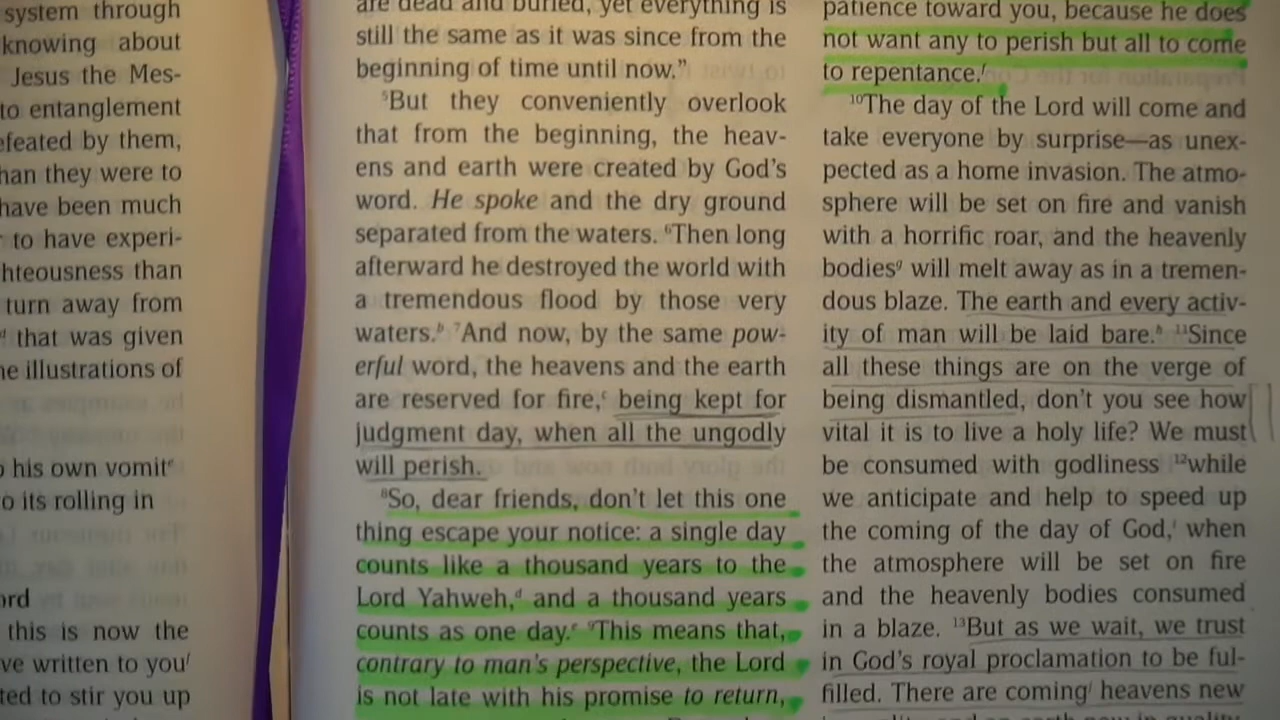 system through
knowing about
Jesus the Mes-
to entanglement
efeated by them,
han they were to
have been much
to have experi-
hteousness than
turn away from
that was given
ne illustrations of
his own vomitᵉ
o its rolling in
ord
this is now the
ve written to youᶠ
ted to stir you up
are dead and buried, yet everything is
still the same as it was since from the
beginning of time until now.”
⁵But they conveniently overlook
that from the beginning, the heav-
ens and earth were created by God’s
word. He spoke and the dry ground
separated from the waters. ⁶Then long
afterward he destroyed the world with
a tremendous flood by those very
waters.ᵇ ⁷And now, by the same pow-
erful word, the heavens and the earth
are reserved for fire,ᶜ being kept for
judgment day, when all the ungodly
will perish.
⁸So, dear friends, don’t let this one
thing escape your notice: a single day
counts like a thousand years to the
Lord Yahweh,ᵈ and a thousand years
counts as one day.ᵉ ⁹This means that,
contrary to man’s perspective, the Lord
is not late with his promise to return,
patience toward you, because he does
not want any to perish but all to come
to repentance.ᶠ
¹⁰The day of the Lord will come and
take everyone by surprise—as unex-
pected as a home invasion. The atmo-
sphere will be set on fire and vanish
with a horrific roar, and the heavenly
bodiesᵍ will melt away as in a tremen-
dous blaze. The earth and every activ-
ity of man will be laid bare.ʰ ¹¹Since
all these things are on the verge of
being dismantled, don’t you see how
vital it is to live a holy life? We must
be consumed with godliness ¹²while
we anticipate and help to speed up
the coming of the day of God,ⁱ when
the atmosphere will be set on fire
and the heavenly bodies consumed
in a blaze. ¹³But as we wait, we trust
in God’s royal proclamation to be ful-
filled. There are comingʲ heavens new